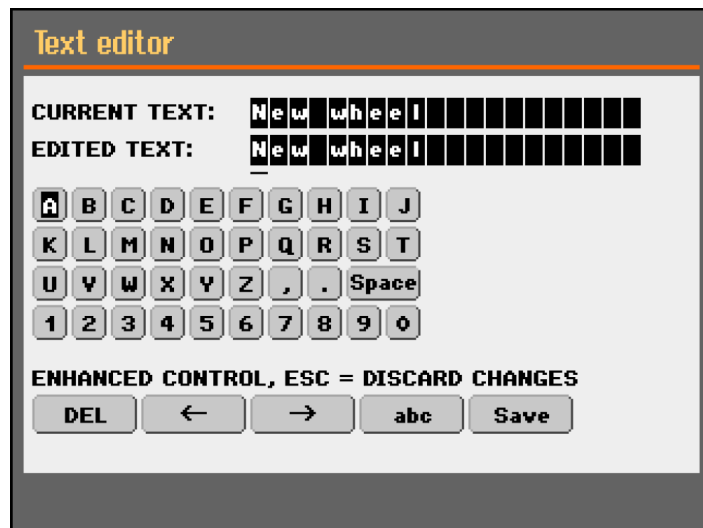 Text editor
CURRENT TEXT: New wheel
EDITED TEXT: New wheel
A B C D E F G H I J
K L M N O P Q R S T
U V W X Y Z , . Space
1 2 3 4 5 6 7 8 9 0
ENHANCED CONTROL, ESC = DISCARD CHANGES
DEL ← → abc Save